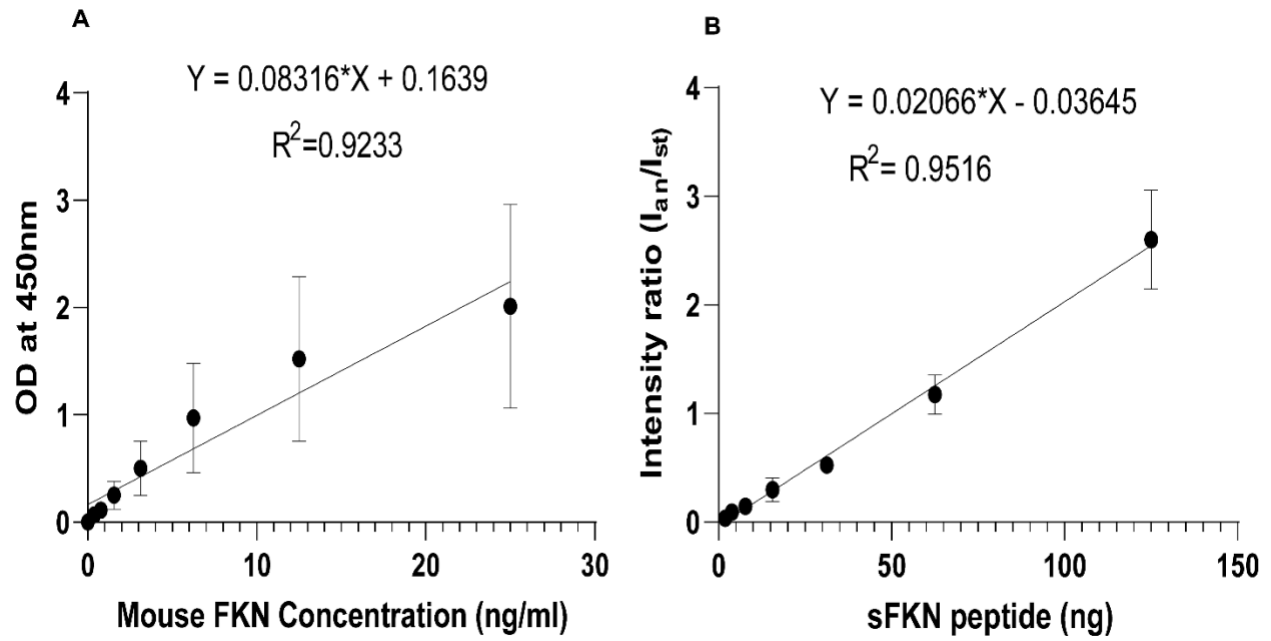 A
Y = 0.08316*X + 0.1639
R²=0.9233
4
3
2
1
0
OD at 450nm
0 10 20 30
Mouse FKN Concentration (ng/ml)
B
Y = 0.02066*X - 0.03645
R²= 0.9516
4
3
2
1
0
Intensity ratio (Iₐₙ/Iₛₜ)
0 50 100 150
sFKN peptide (ng)